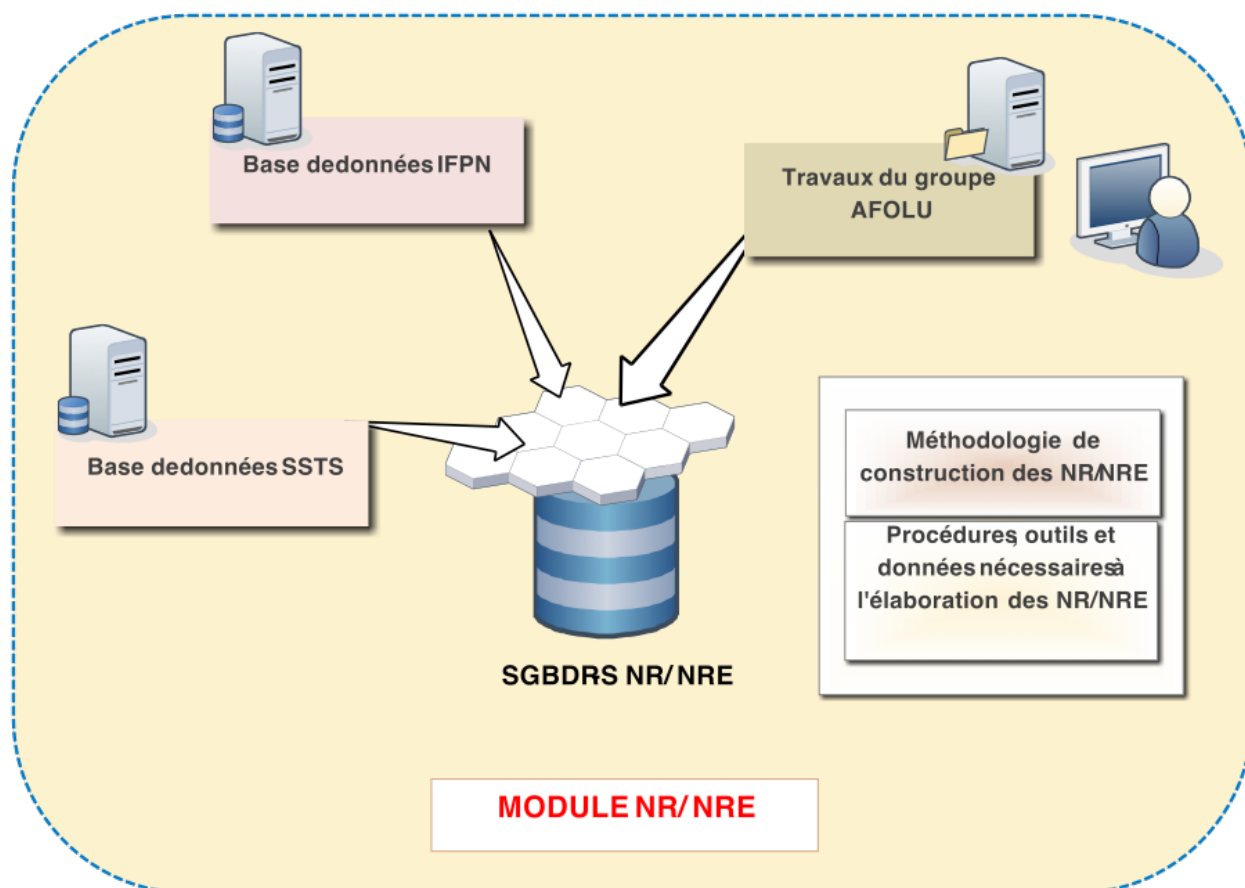 Base dedonnées IFPN
Travaux du groupe
AFOLU
Base dedonnées SSTS
Méthodologie de
construction des NR/NRE
Procédures, outils et
données nécessaires à
l'élaboration des NR/NRE
SGBDR-S NR/ NRE
MODULE NR/ NRE